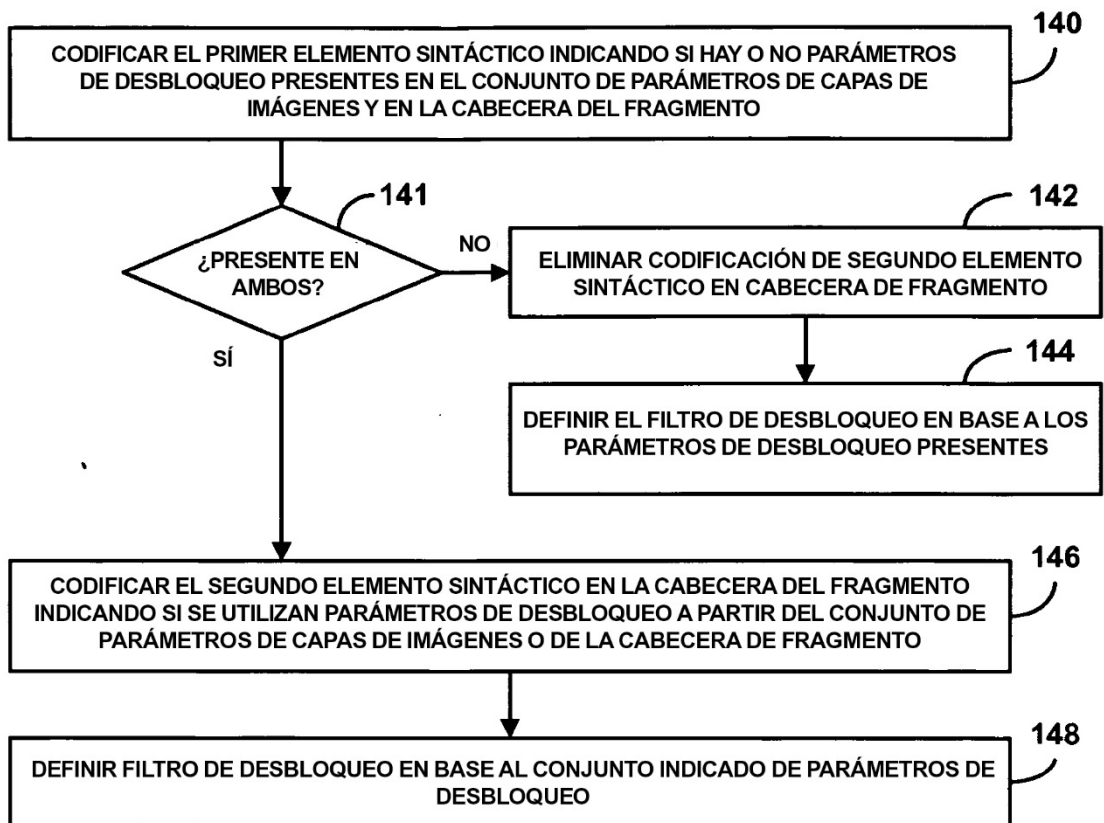 140
CODIFICAR EL PRIMER ELEMENTO SINTÁCTICO INDICANDO SI HAY O NO PARÁMETROS
DE DESBLOQUEO PRESENTES EN EL CONJUNTO DE PARÁMETROS DE CAPAS DE
IMÁGENES Y EN LA CABECERA DEL FRAGMENTO
141
¿PRESENTE EN
AMBOS?
NO
SÍ
142
ELIMINAR CODIFICACIÓN DE SEGUNDO ELEMENTO
SINTÁCTICO EN CABECERA DE FRAGMENTO
144
DEFINIR EL FILTRO DE DESBLOQUEO EN BASE A LOS
PARÁMETROS DE DESBLOQUEO PRESENTES
146
CODIFICAR EL SEGUNDO ELEMENTO SINTÁCTICO EN LA CABECERA DEL FRAGMENTO
INDICANDO SI SE UTILIZAN PARÁMETROS DE DESBLOQUEO A PARTIR DEL CONJUNTO DE
PARÁMETROS DE CAPAS DE IMÁGENES O DE LA CABECERA DE FRAGMENTO
148
DEFINIR FILTRO DE DESBLOQUEO EN BASE AL CONJUNTO INDICADO DE PARÁMETROS DE
DESBLOQUEO